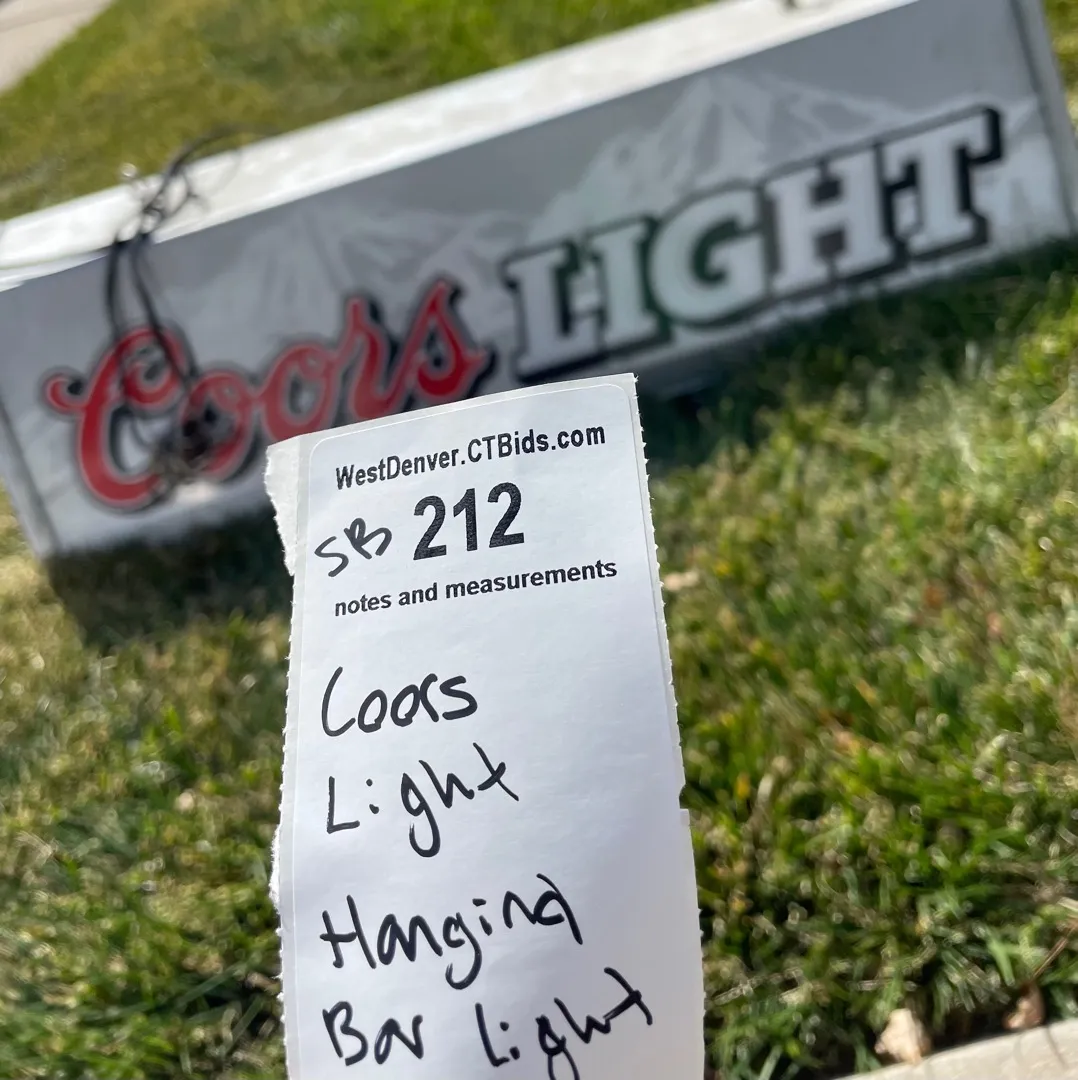 Coors LIGHT
WestDenver.CTBids.com
SB 212
notes and measurements
Coors
Light
Hanging
Bar Light